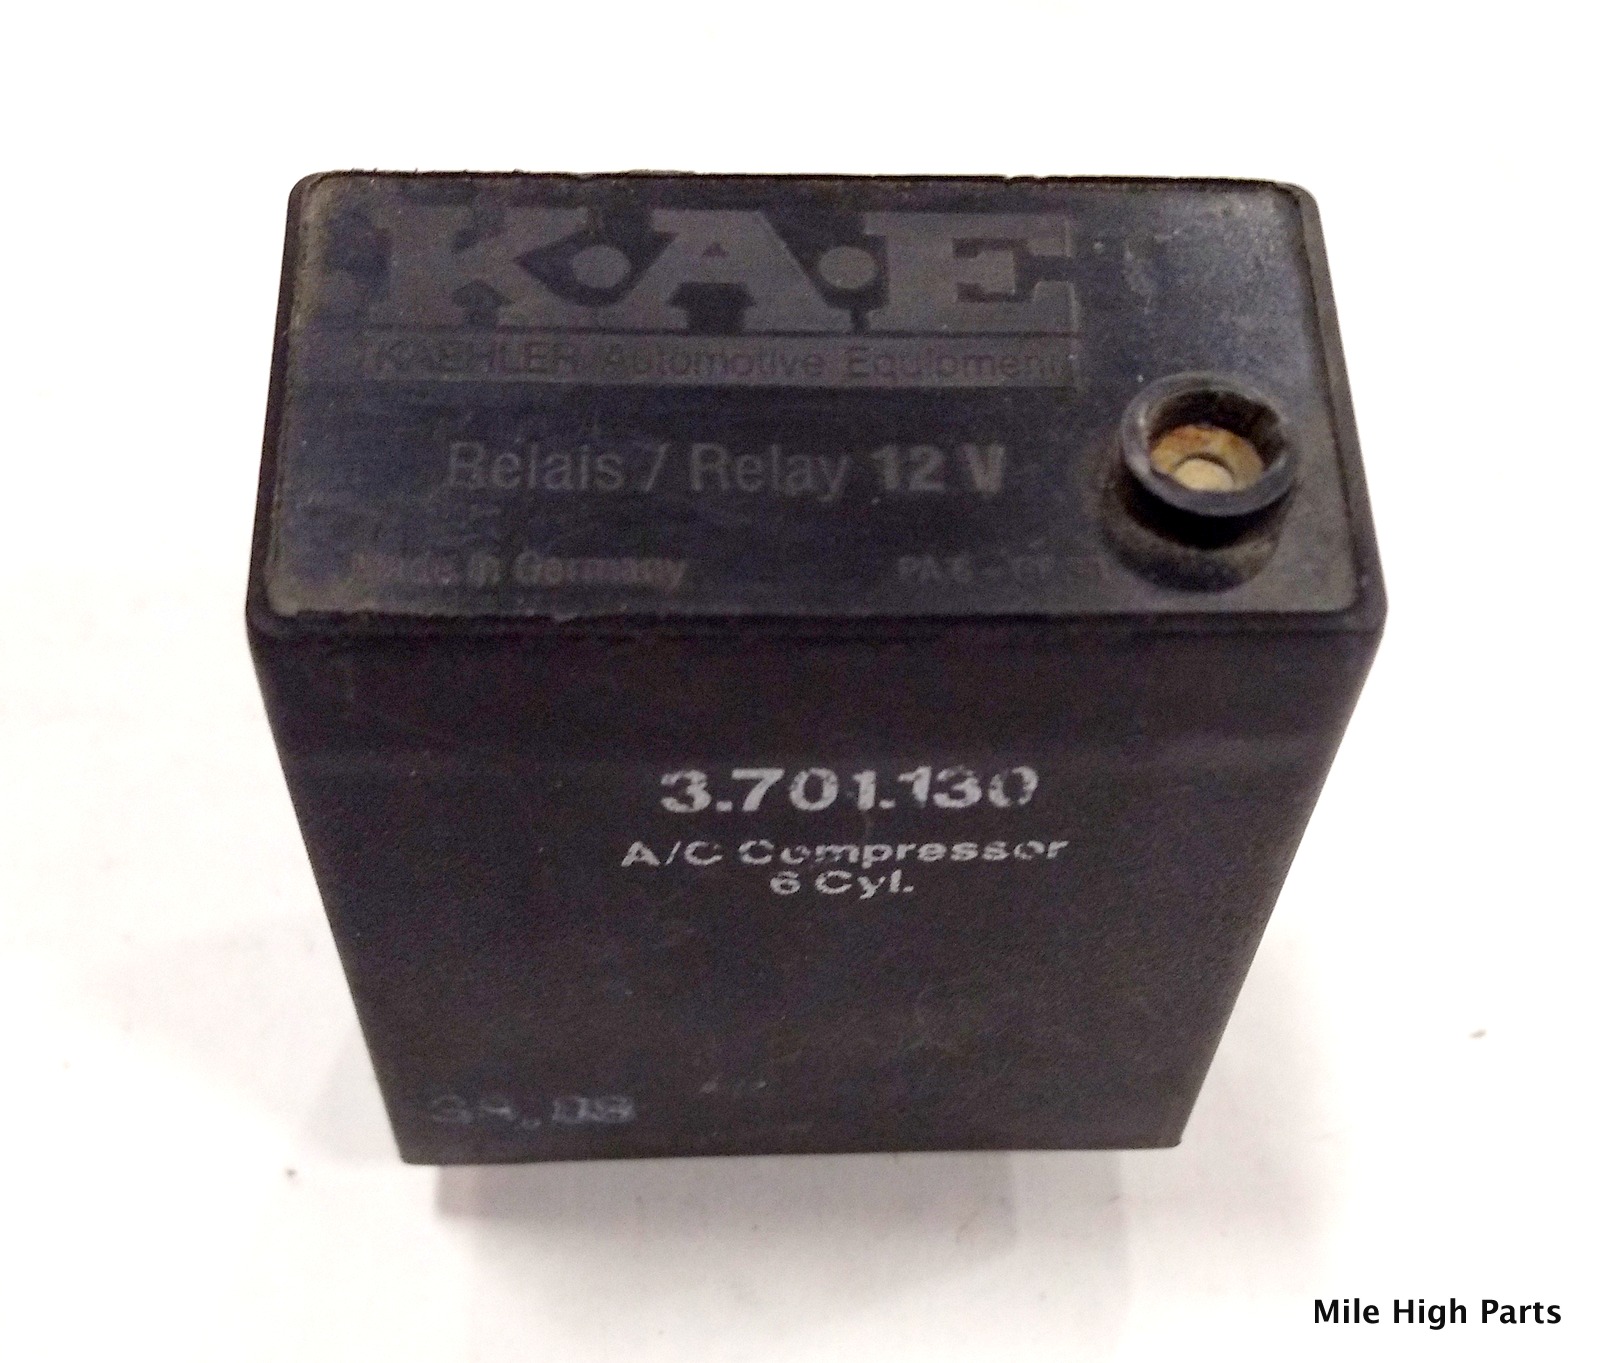 K.A.E
KAEHLER Automotive Equipment
Relais / Relay 12 V
Made in Germany
3.701.130
A/C Compressor
6 Cyl.
Mile High Parts